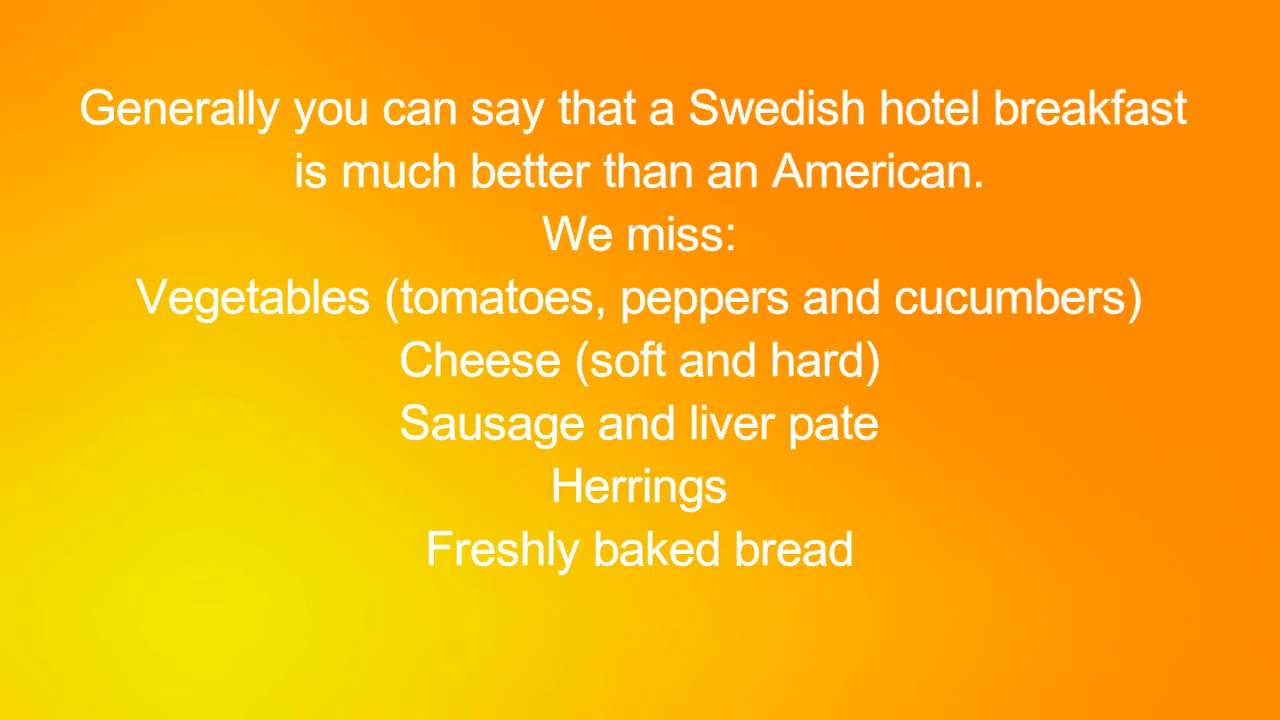 Generally you can say that a Swedish hotel breakfast
is much better than an American.
We miss:
Vegetables (tomatoes, peppers and cucumbers)
Cheese (soft and hard)
Sausage and liver pate
Herrings
Freshly baked bread